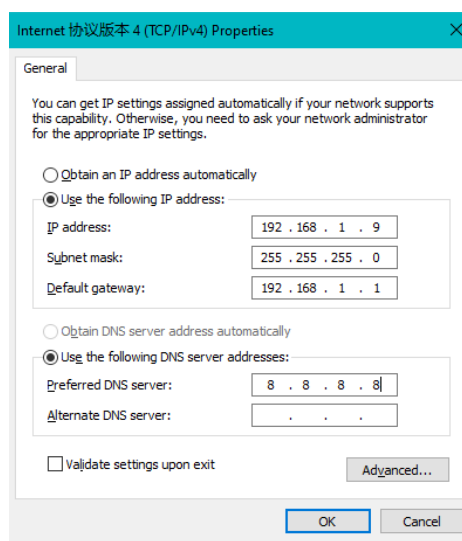 Internet 协议版本 4 (TCP/IPv4) Properties
General
You can get IP settings assigned automatically if your network supports
this capability. Otherwise, you need to ask your network administrator
for the appropriate IP settings.
Obtain an IP address automatically
Use the following IP address:
IP address: 192 . 168 . 1 . 9
Subnet mask: 255 . 255 . 255 . 0
Default gateway: 192 . 168 . 1 . 1
Obtain DNS server address automatically
Use the following DNS server addresses:
Preferred DNS server: 8 . 8 . 8 . 8
Alternate DNS server: . . .
Validate settings upon exit
Advanced...
OK Cancel